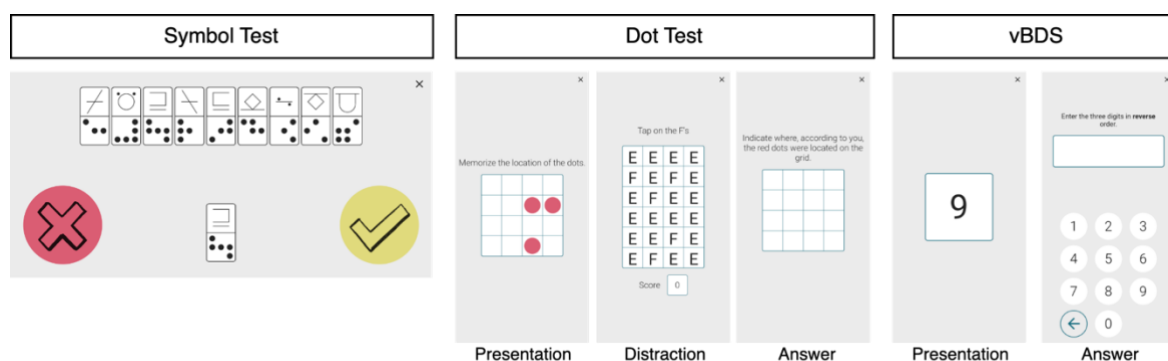 Symbol Test
Dot Test
vBDS
×
×
×
×
×
×
Memorize the location of the dots.
Tap on the F's
E E E E
F E F E
E F E E
E E E E
E E F E
E F E E
Score 0
Indicate where, according to you,
the red dots were located on the
grid.
9
Enter the three digits in reverse
order.
1 2 3
4 5 6
7 8 9
← 0
Presentation
Distraction
Answer
Presentation
Answer